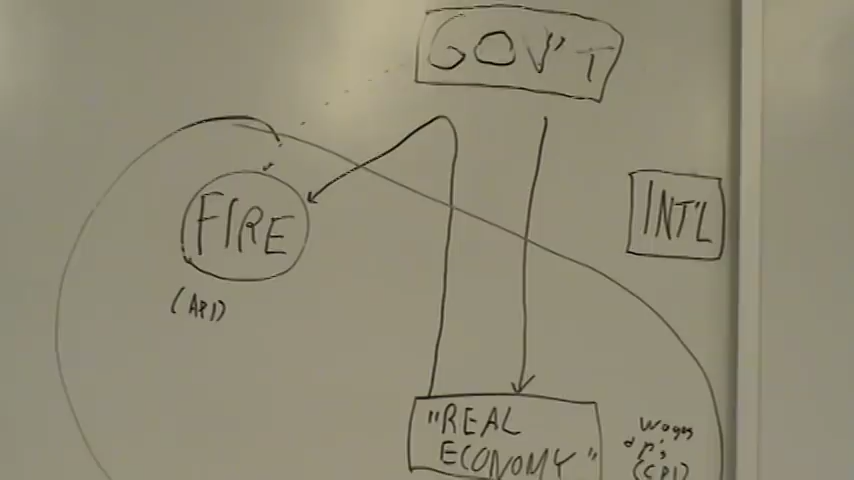 GOV'T
FIRE
(API)
INT'L
"REAL
ECONOMY"
wages
+ p's
(CPI)